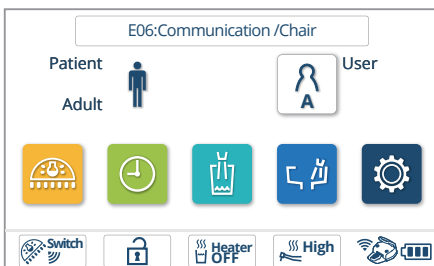 E06:Communication /Chair
Patient
User
Adult
A
Switch
Heater
OFF
High